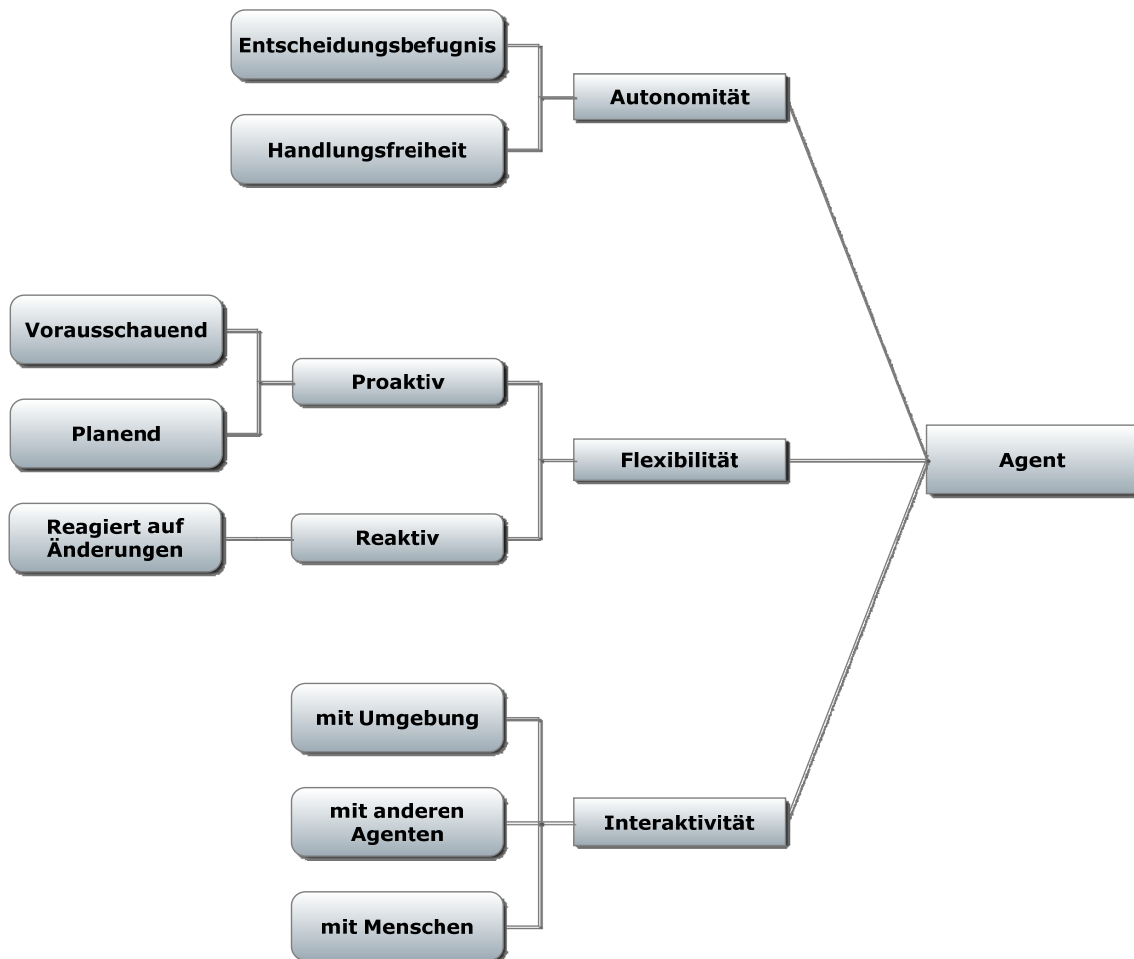 Entscheidungsbefugnis
Autonomität
Handlungsfreiheit
Vorausschauend
Proaktiv
Planend
Flexibilität
Agent
Reagiert auf
Änderungen
Reaktiv
mit Umgebung
mit anderen
Agenten
Interaktivität
mit Menschen